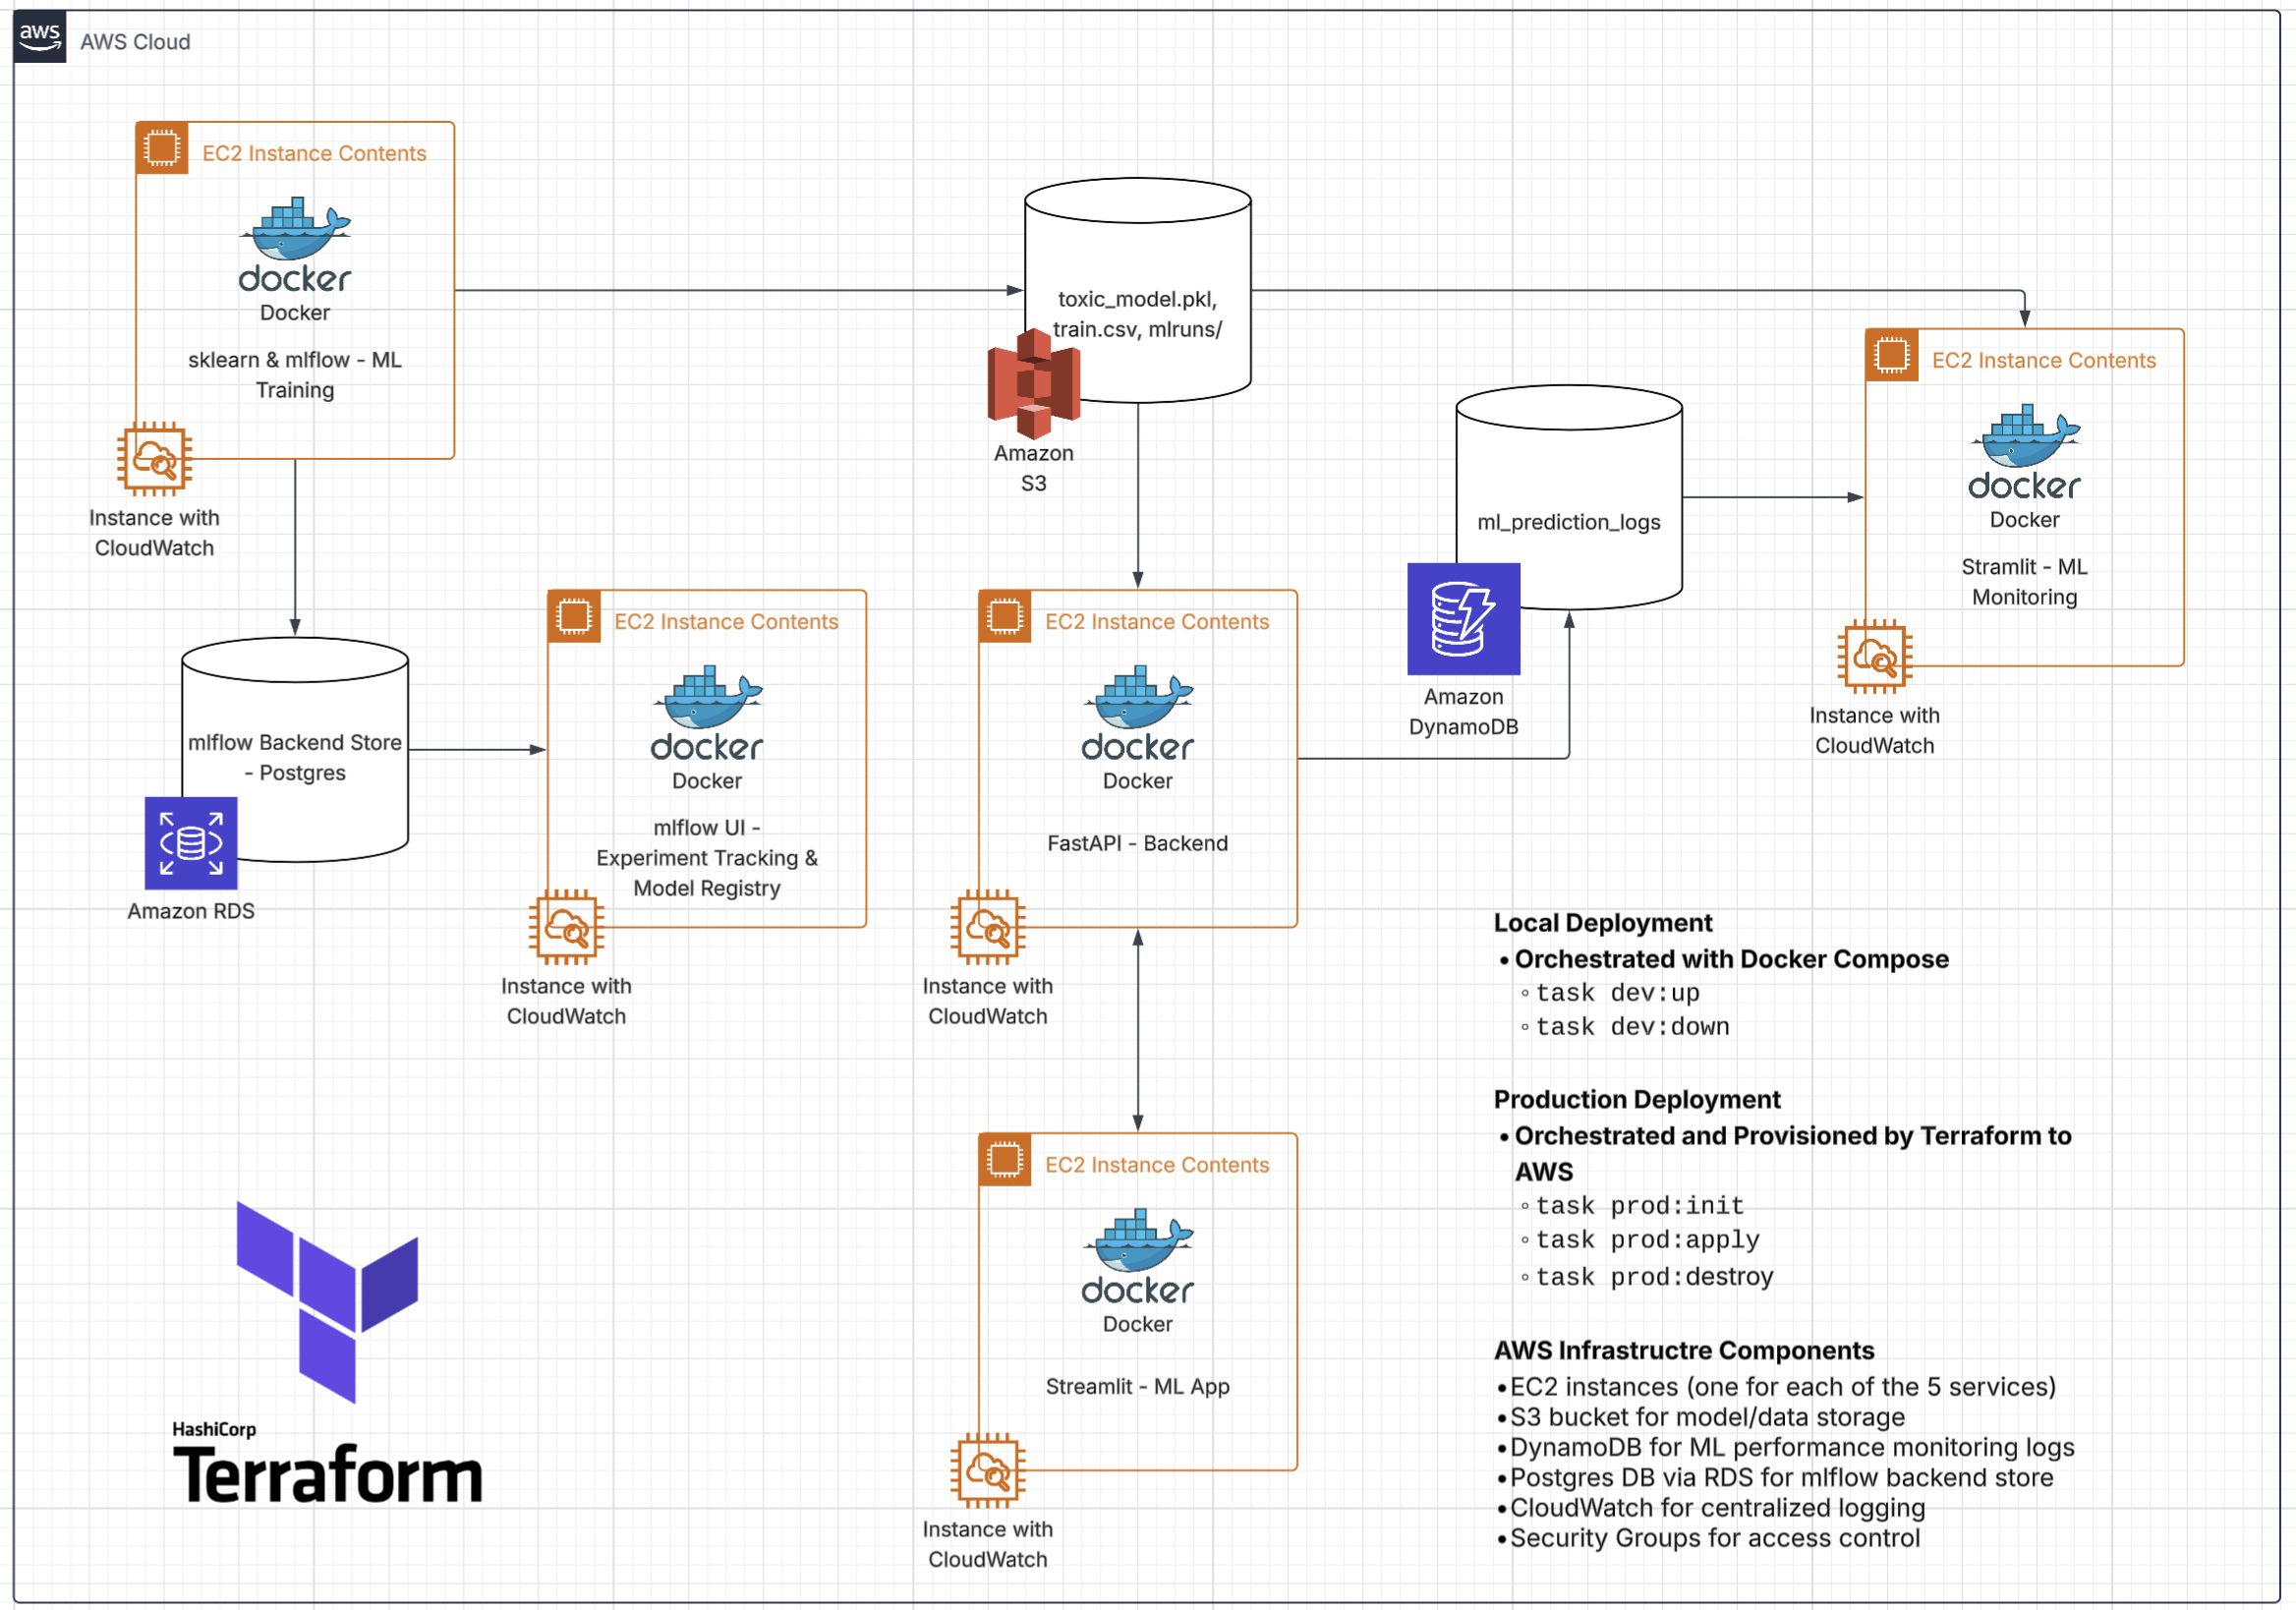 aws
AWS Cloud
EC2 Instance Contents
docker
Docker
sklearn & mlflow - ML
Training
Instance with
CloudWatch
toxic_model.pkl,
train.csv, mlruns/
Amazon
S3
EC2 Instance Contents
docker
Docker
Stramlit - ML
Monitoring
Instance with
CloudWatch
ml_prediction_logs
Amazon
DynamoDB
mlflow Backend Store
- Postgres
Amazon RDS
EC2 Instance Contents
docker
Docker
mlflow UI -
Experiment Tracking &
Model Registry
Instance with
CloudWatch
EC2 Instance Contents
docker
Docker
FastAPI - Backend
Instance with
CloudWatch
EC2 Instance Contents
docker
Docker
Streamlit - ML App
Instance with
CloudWatch
HashiCorp
Terraform
Local Deployment
• Orchestrated with Docker Compose
◦ task dev:up
◦ task dev:down
Production Deployment
• Orchestrated and Provisioned by Terraform to
AWS
◦ task prod:init
◦ task prod:apply
◦ task prod:destroy
AWS Infrastructre Components
• EC2 instances (one for each of the 5 services)
• S3 bucket for model/data storage
• DynamoDB for ML performance monitoring logs
• Postgres DB via RDS for mlflow backend store
• CloudWatch for centralized logging
• Security Groups for access control